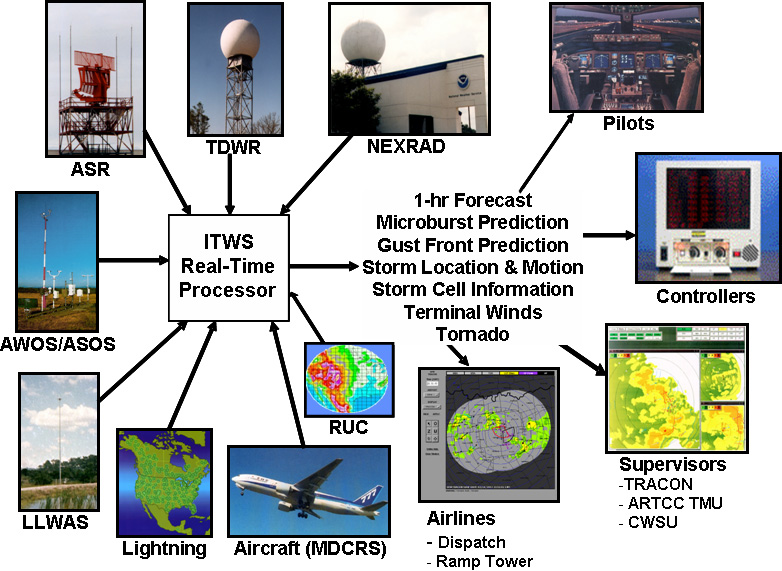 ASR
TDWR
NEXRAD
Pilots
AWOS/ASOS
ITWS
Real-Time
Processor
1-hr Forecast
Microburst Prediction
Gust Front Prediction
Storm Location & Motion
Storm Cell Information
Terminal Winds
Tornado
Controllers
LLWAS
Lightning
Aircraft (MDCRS)
RUC
Airlines
- Dispatch
- Ramp Tower
Supervisors
-TRACON
- ARTCC TMU
- CWSU